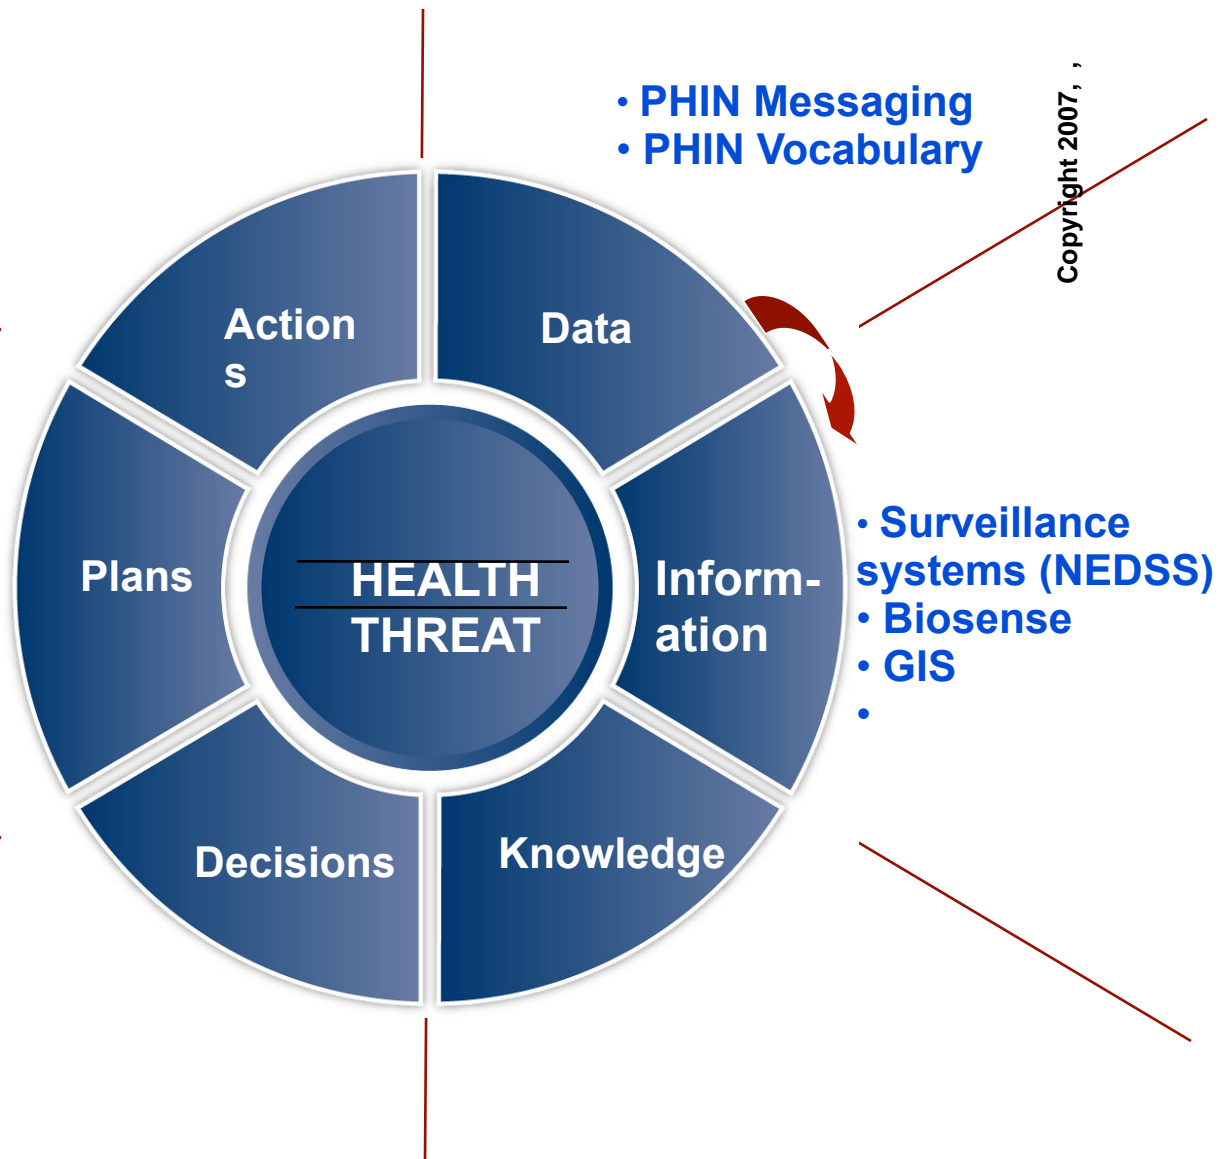 • PHIN Messaging
• PHIN Vocabulary
Copyright 2007, ,
Action
s
Data
Plans
HEALTH
THREAT
Inform-
ation
• Surveillance
systems (NEDSS)
• Biosense
• GIS
•
Decisions
Knowledge